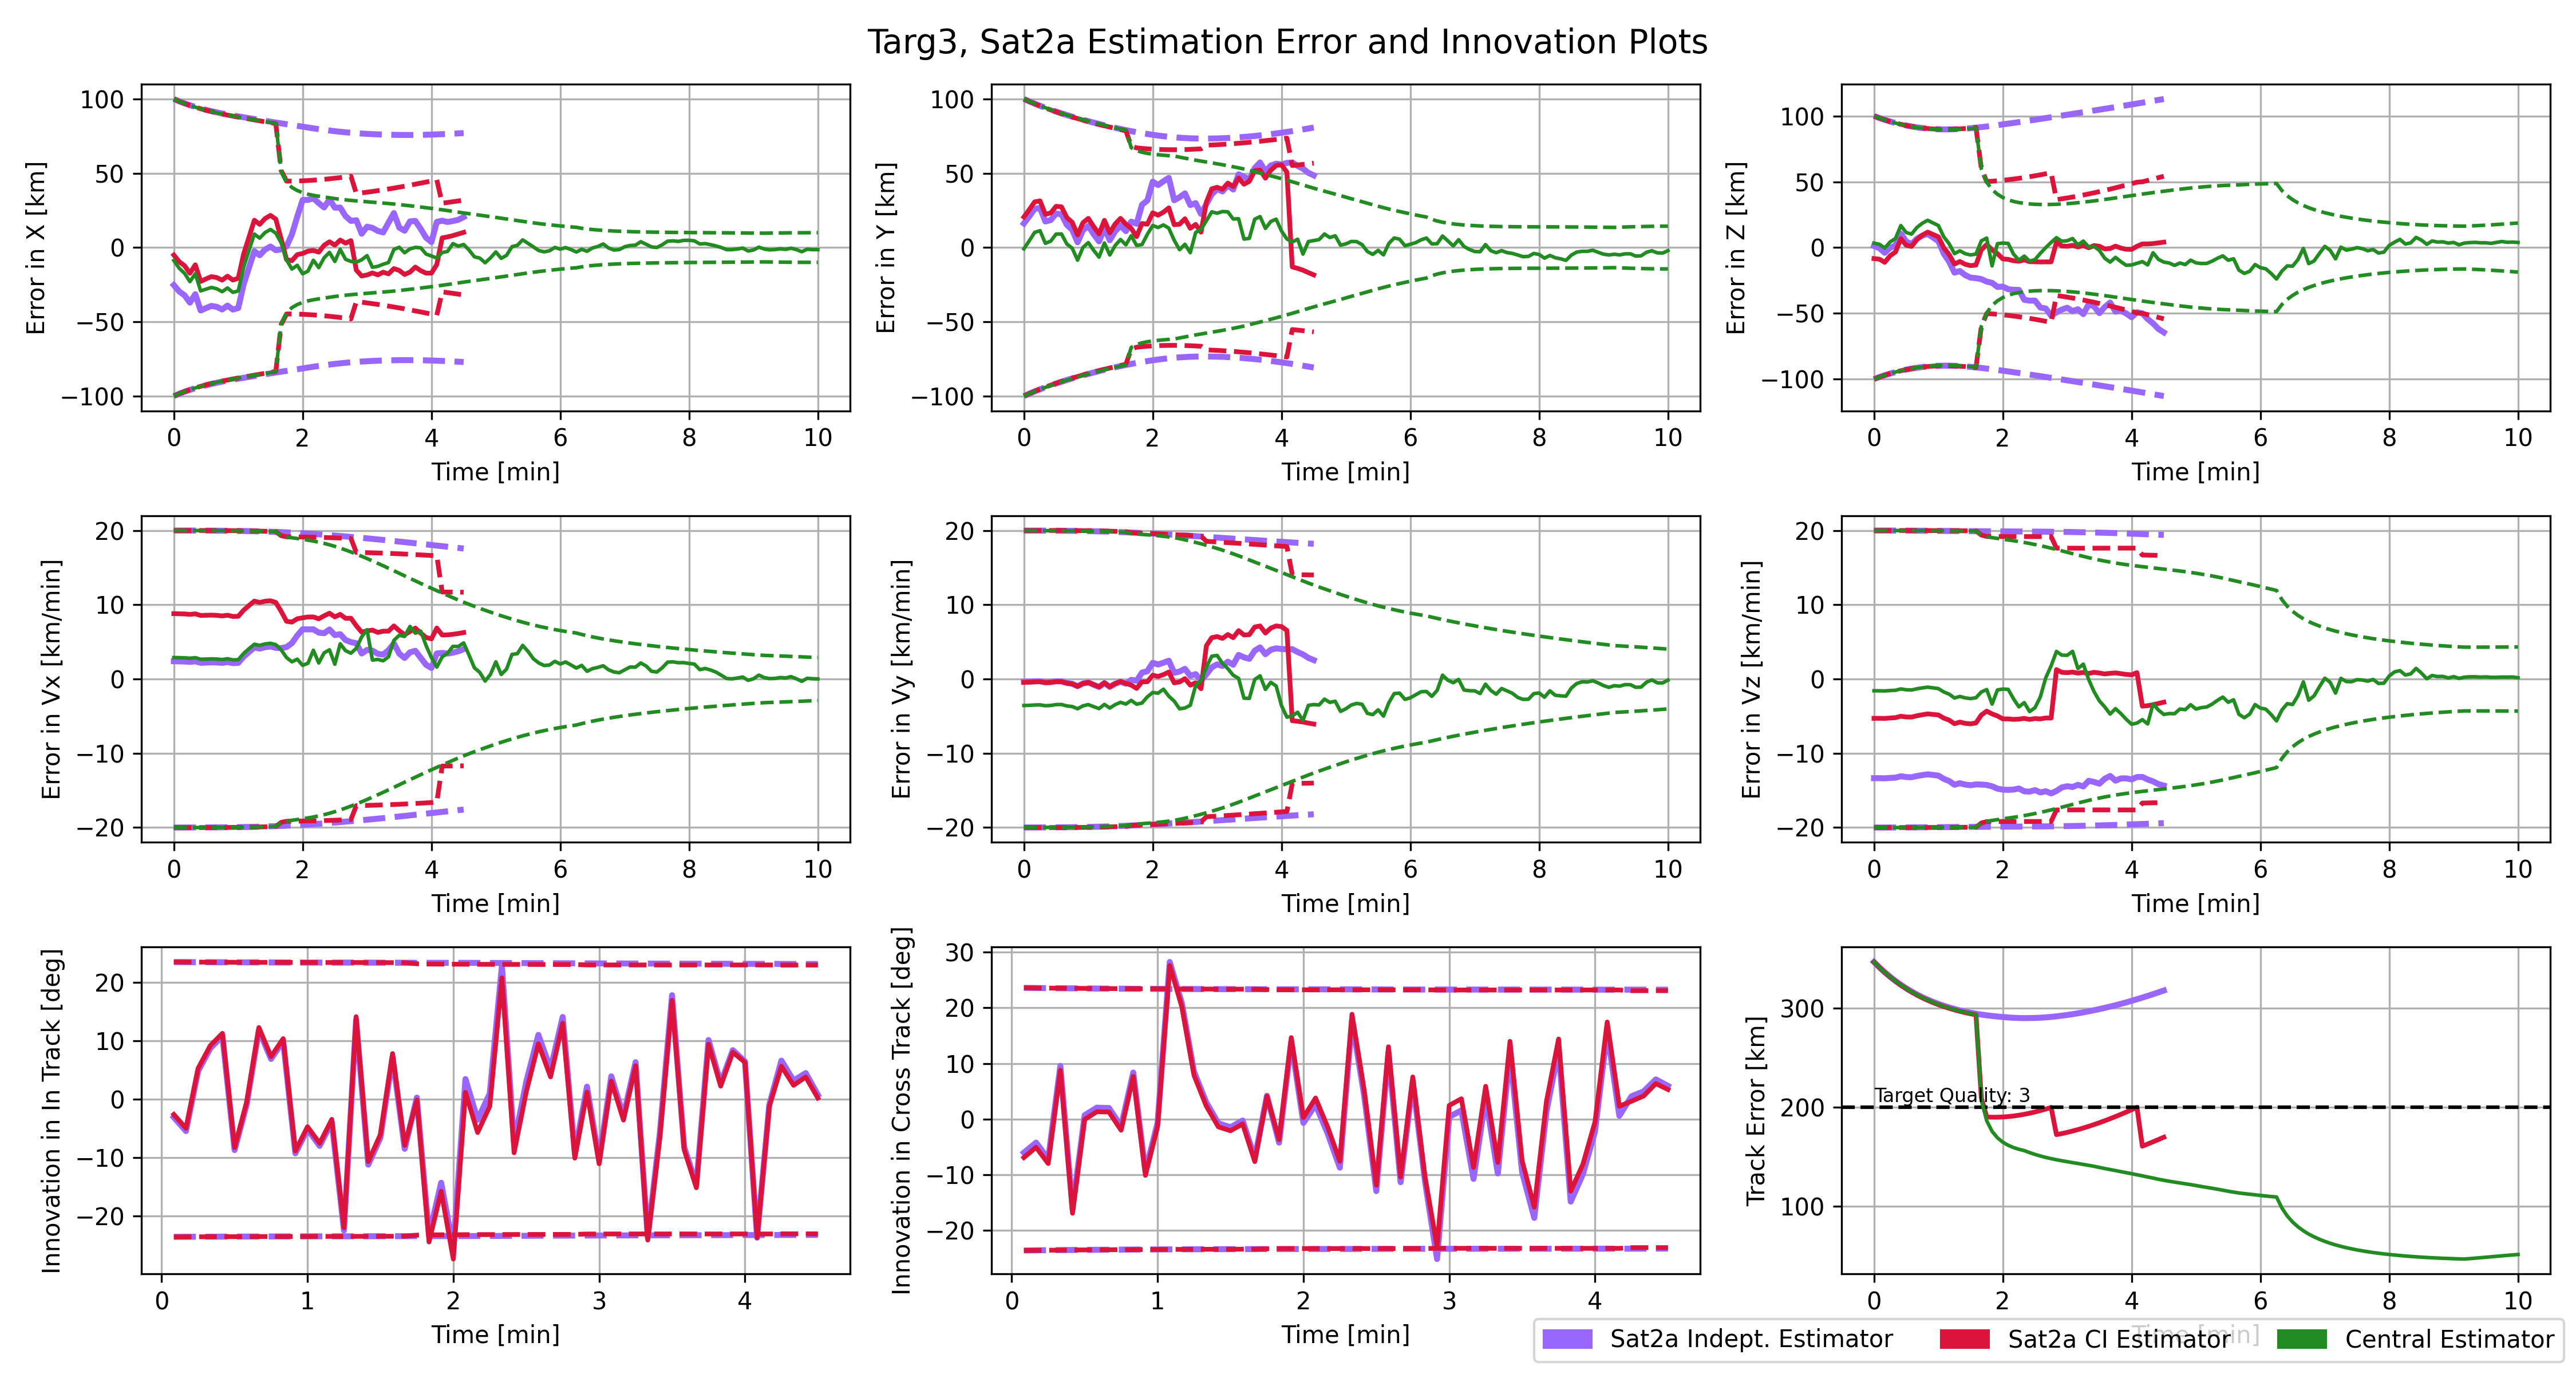 Targ3, Sat2a Estimation Error and Innovation Plots
Error in X [km]
100
50
0
−50
−100
0 2 4 6 8 10
Time [min]
Error in Y [km]
100
50
0
−50
−100
0 2 4 6 8 10
Time [min]
Error in Z [km]
100
50
0
−50
−100
0 2 4 6 8 10
Time [min]
Error in Vx [km/min]
20
10
0
−10
−20
0 2 4 6 8 10
Time [min]
Error in Vy [km/min]
20
10
0
−10
−20
0 2 4 6 8 10
Time [min]
Error in Vz [km/min]
20
10
0
−10
−20
0 2 4 6 8 10
Time [min]
Innovation in In Track [deg]
20
10
0
−10
−20
0 1 2 3 4
Time [min]
Innovation in Cross Track [deg]
30
20
10
0
−10
−20
0 1 2 3 4
Time [min]
Track Error [km]
300
200
100
Target Quality: 3
0 2 4 6 8 10
Time [min]
Sat2a Indept. Estimator
Sat2a CI Estimator
Central Estimator